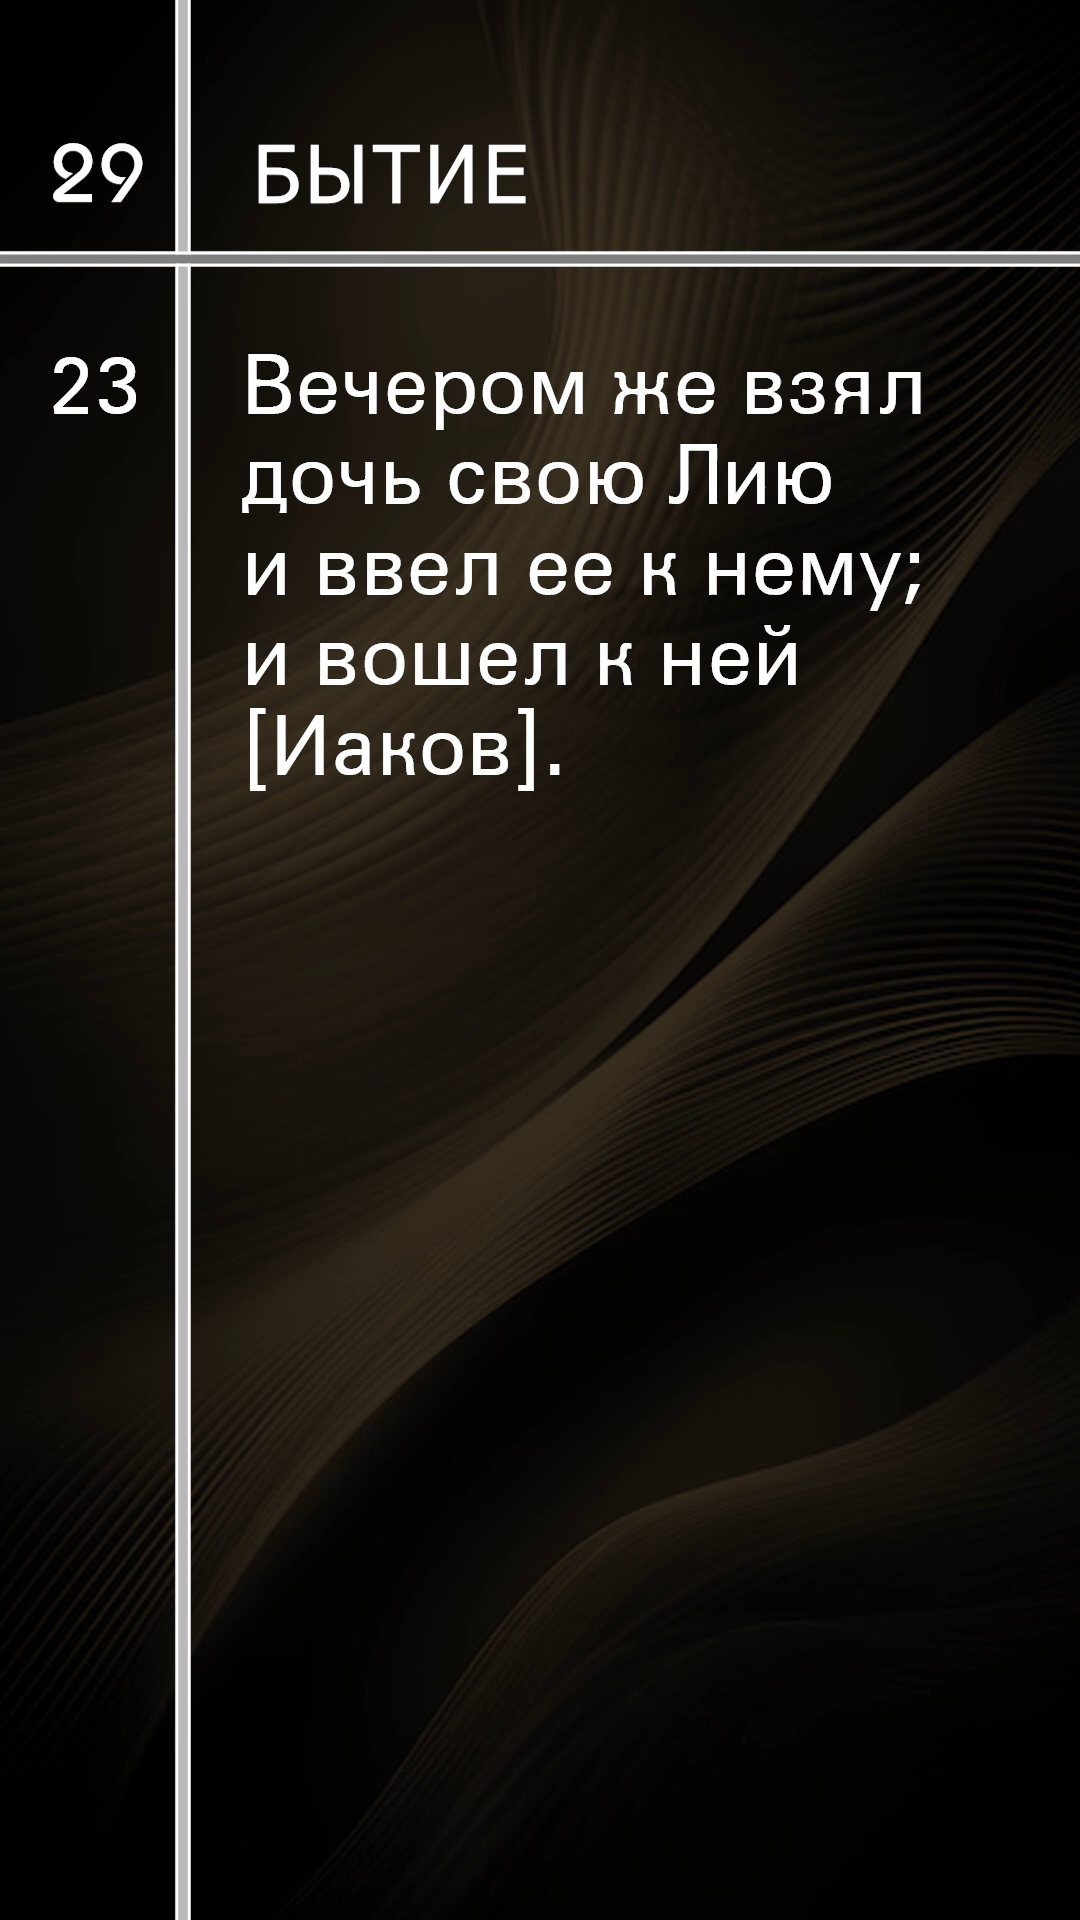 29 БЫТИЕ
23 Вечером же взял
дочь свою Лию
и ввел ее к нему;
и вошел к ней
[Иаков].